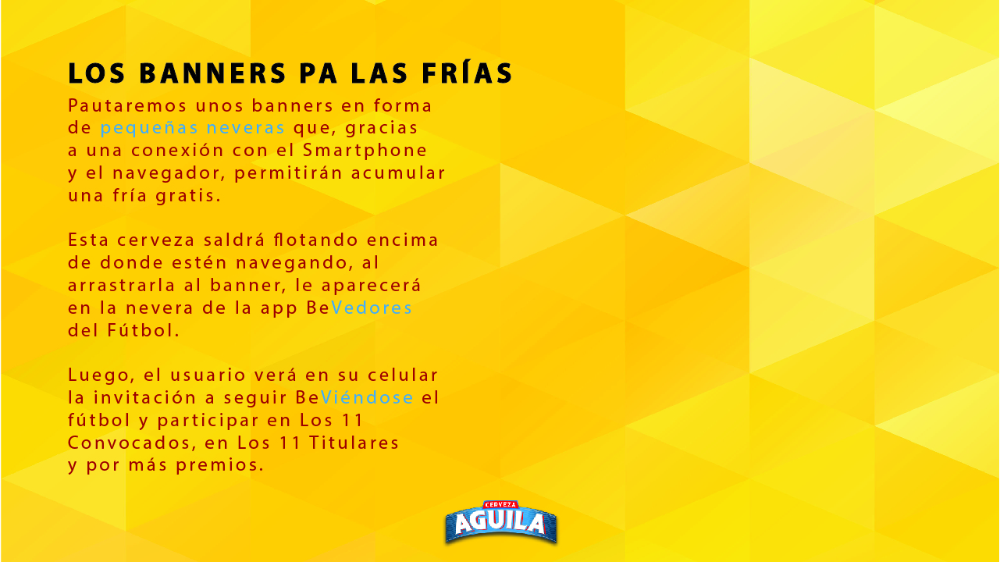 LOS BANNERS PA LAS FRÍAS
Pautaremos unos banners en forma
de pequeñas neveras que, gracias
a una conexión con el Smartphone
y el navegador, permitirán acumular
una fría gratis.
Esta cerveza saldrá flotando encima
de donde estén navegando, al
arrastrarla al banner, le aparecerá
en la nevera de la app BeVedores
del Fútbol.
Luego, el usuario verá en su celular
la invitación a seguir BeViéndose el
fútbol y participar en Los 11
Convocados, en Los 11 Titulares
y por más premios.
CERVEZA
AGUILA